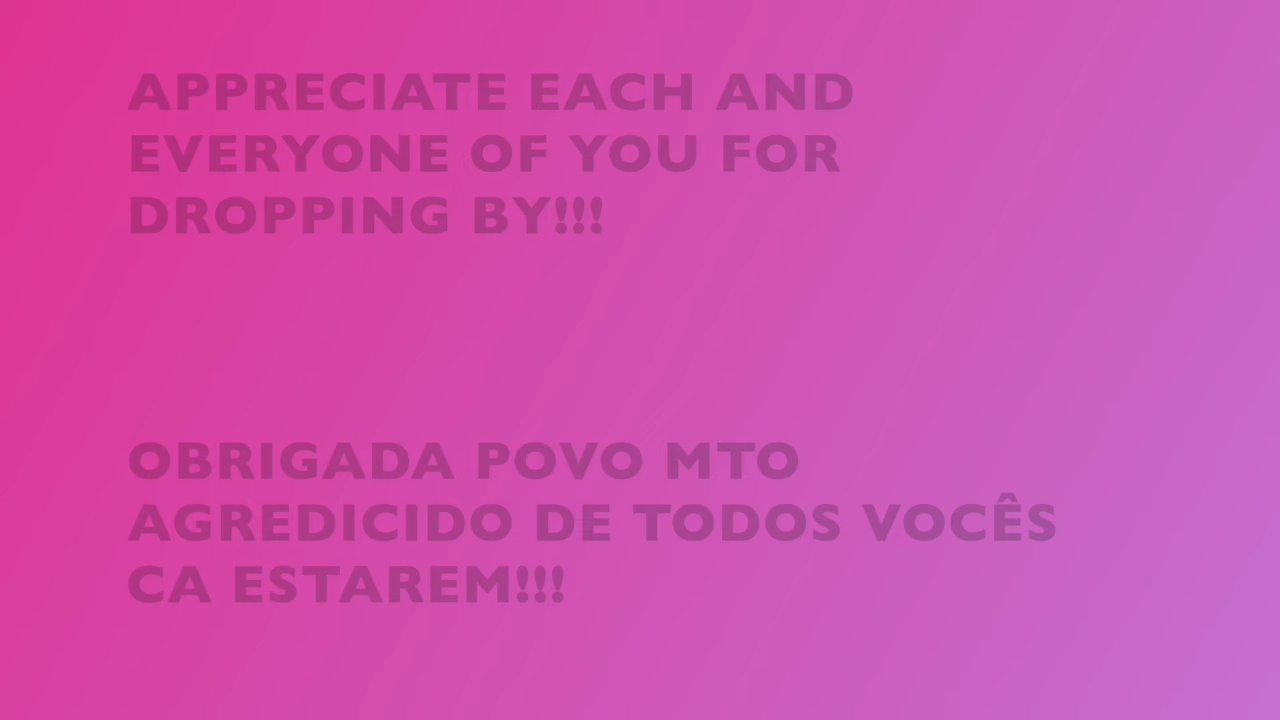 APPRECIATE EACH AND
EVERYONE OF YOU FOR
DROPPING BY!!!
OBRIGADA POVO MTO
AGREDICIDO DE TODOS VOCÊS
CA ESTAREM!!!